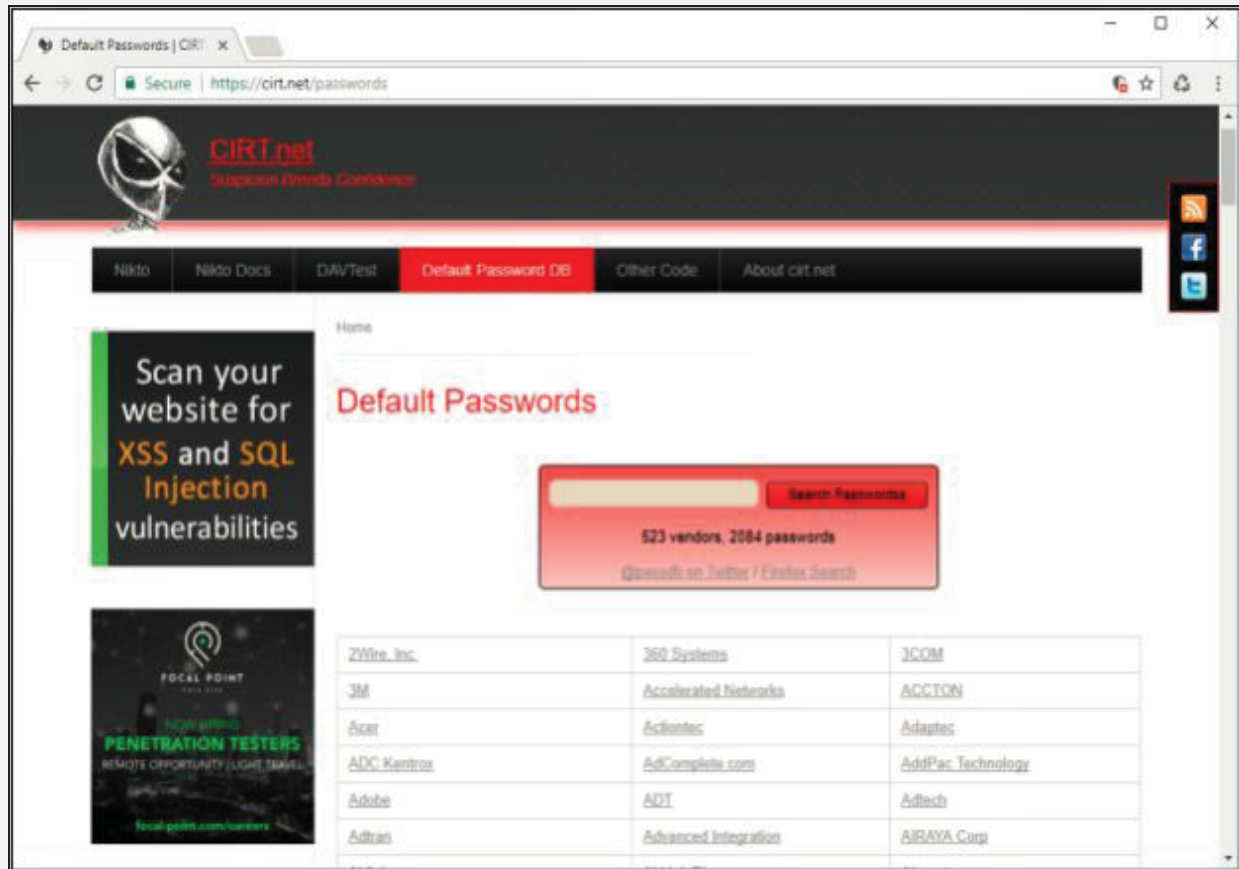 Default Passwords | CIRT
Secure | https://cirt.net/passwords
CIRT.net
Suspicion Breeds Confidence
Nikto
Nikto Docs
DAVTest
Default Password DB
Other Code
About cirt.net
Home
Scan your
website for
XSS and SQL
Injection
vulnerabilities
Default Passwords
Search Passwords
523 vendors, 2084 passwords
@passdb on Twitter / Firefox Search
FOCAL POINT
DATA RISK
NOW HIRING
PENETRATION TESTERS
REMOTE OPPORTUNITY | LIGHT TRAVEL
focal-point.com/careers
2Wire, Inc.
360 Systems
3COM
3M
Accelerated Networks
ACCTON
Acer
Actiontec
Adaptec
ADC Kentrox
AdComplete.com
AddPac Technology
Adobe
ADT
Adtech
Adtran
Advanced Integration
AIRAYA Corp